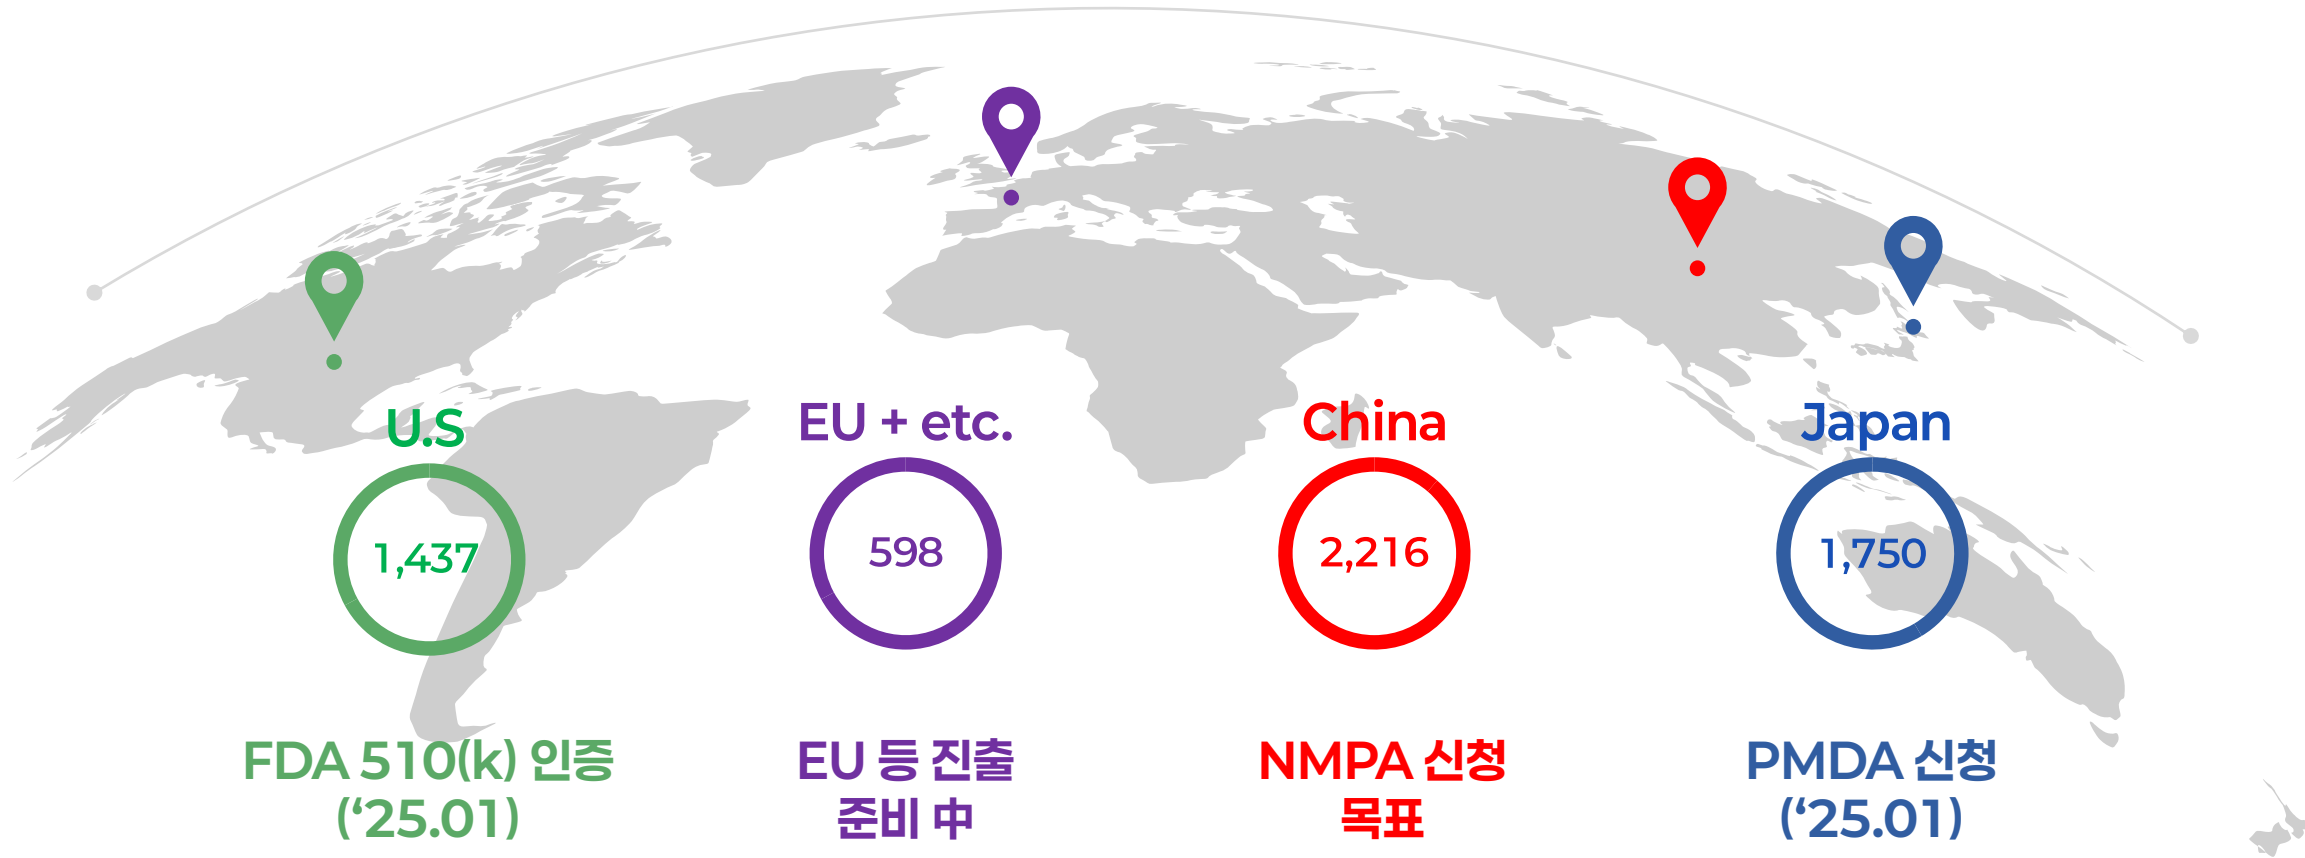 U.S
1,437
FDA 510(k) 인증
(‘25.01)
EU + etc.
598
EU 등 진출
준비 中
China
2,216
NMPA 신청
목표
Japan
1,750
PMDA 신청
(‘25.01)